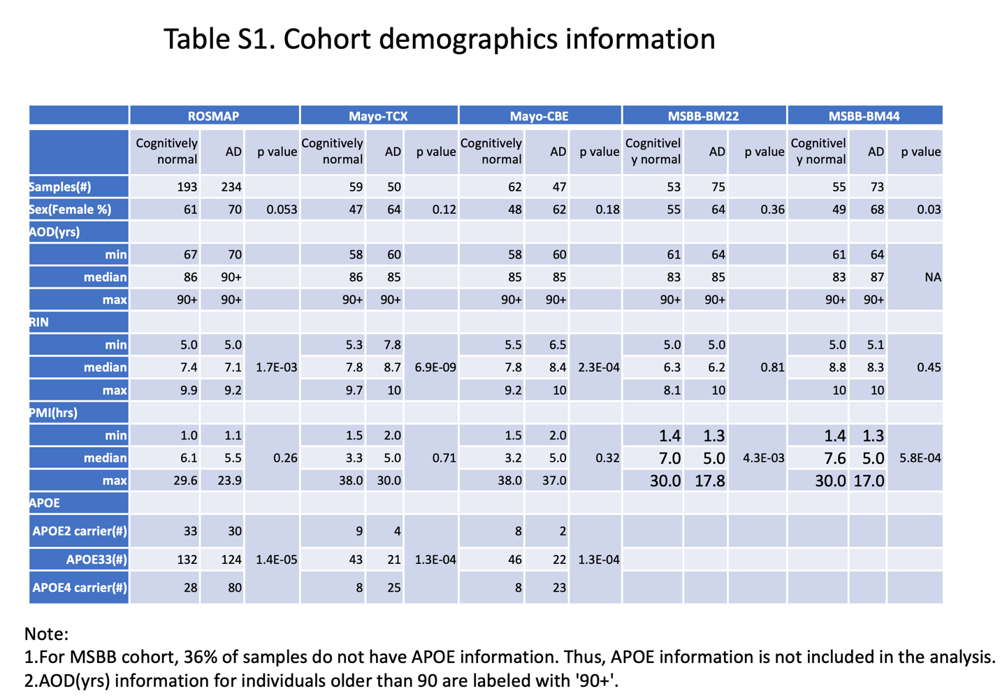 Table S1. Cohort demographics information
ROSMAP Mayo-TCX Mayo-CBE MSBB-BM22 MSBB-BM44
Cognitively normal AD p value Cognitively normal AD p value Cognitively normal AD p value Cognitivel y normal AD p value Cognitivel y normal AD p value
Samples(#) 193 234 59 50 62 47 53 75 55 73
Sex(Female %) 61 70 0.053 47 64 0.12 48 62 0.18 55 64 0.36 49 68 0.03
AOD(yrs)
min 67 70 58 60 58 60 61 64 61 64
median 86 90+ 86 85 85 85 83 85 83 87 NA
max 90+ 90+ 90+ 90+ 90+ 90+ 90+ 90+ 90+ 90+
RIN
min 5.0 5.0 5.3 7.8 5.5 6.5 5.0 5.0 5.0 5.1
median 7.4 7.1 1.7E-03 7.8 8.7 6.9E-09 7.8 8.4 2.3E-04 6.3 6.2 0.81 8.8 8.3 0.45
max 9.9 9.2 9.7 10 9.2 10 8.1 10 10 10
PMI(hrs)
min 1.0 1.1 1.5 2.0 1.5 2.0 1.4 1.3 1.4 1.3
median 6.1 5.5 0.26 3.3 5.0 0.71 3.2 5.0 0.32 7.0 5.0 4.3E-03 7.6 5.0 5.8E-04
max 29.6 23.9 38.0 30.0 38.0 37.0 30.0 17.8 30.0 17.0
APOE
APOE2 carrier(#) 33 30 9 4 8 2
APOE33(#) 132 124 1.4E-05 43 21 1.3E-04 46 22 1.3E-04
APOE4 carrier(#) 28 80 8 25 8 23
Note:
1.For MSBB cohort, 36% of samples do not have APOE information. Thus, APOE information is not included in the analysis.
2.AOD(yrs) information for individuals older than 90 are labeled with '90+'.